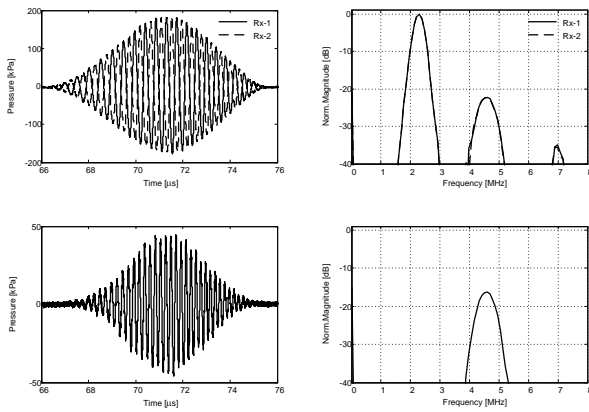 200
100
0
-100
-200
Pressure [kPa]
66 68 70 72 74 76
Time [µs]
Rx-1
Rx-2
0
-10
-20
-30
-40
Norm.Magnitude [dB]
0 1 2 3 4 5 6 7 8
Frequency [MHz]
Rx-1
Rx-2
50
0
-50
Pressure [kPa]
66 68 70 72 74 76
Time [µs]
0
-10
-20
-30
-40
Norm.Magnitude [dB]
0 1 2 3 4 5 6 7 8
Frequency [MHz]